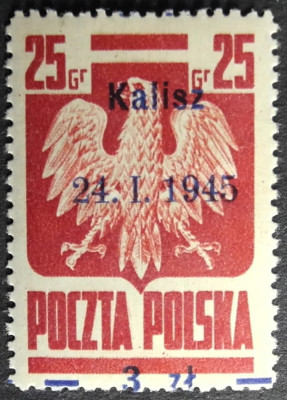 25 Gr Gr 25
Kalisz
24. I. 1945
POCZTA POLSKA
3 zł